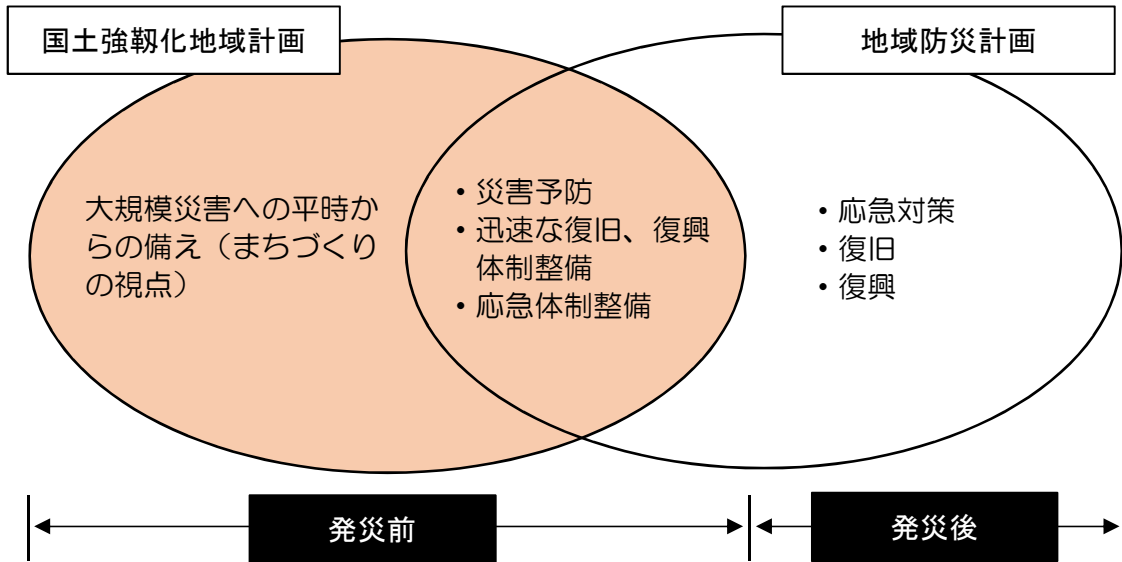 国土強靱化地域計画
地域防災計画
大規模災害への平時か
らの備え（まちづくり
の視点）
・災害予防
・迅速な復旧、復興
体制整備
・応急体制整備
・応急対策
・復旧
・復興
発災前
発災後